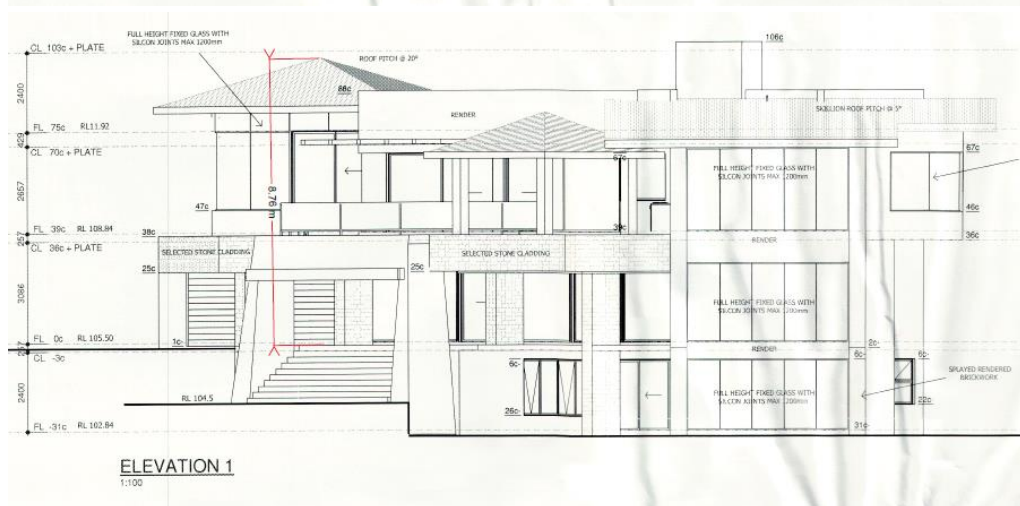 CL 103c + PLATE
FULL HEIGHT FIXED GLASS WITH
SILCON JOINTS MAX 1200mm
106c
ROOF PITCH @ 20°
2400
88c
RENDER
SKILLION ROOF PITCH @ 5°
FL 75c RL11.92
429
CL 70c + PLATE
67c
67c
FULL HEIGHT FIXED GLASS WITH
SILCON JOINTS MAX 1200mm
2657
8.76 m
47c
46c
FL 39c RL 108.84
38c
39c
36c
257
RENDER
CL 36c + PLATE
SELECTED STONE CLADDING
SELECTED STONE CLADDING
25c
25c
3086
FULL HEIGHT FIXED GLASS WITH
SILCON JOINTS MAX 1200mm
FL 0c RL 105.50
1c
2c
257
RENDER
CL -3c
6c
6c
6c
SPLAYED RENDERED
BRICKWORK
2400
FULL HEIGHT FIXED GLASS WITH
SILCON JOINTS MAX 1200mm
RL 104.5
22c
26c
FL -31c RL 102.84
31c
ELEVATION 1
1:100